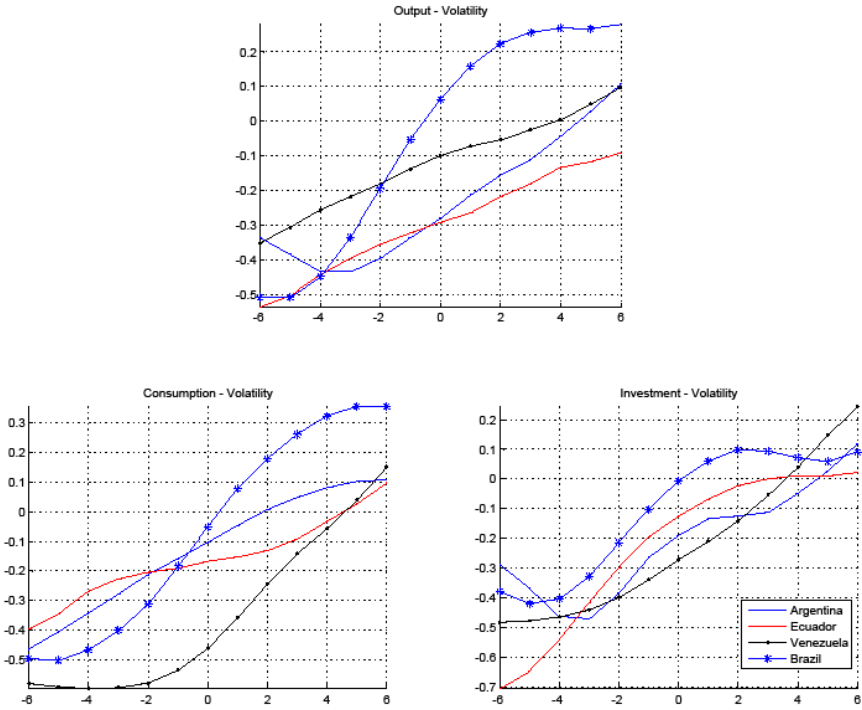 Output - Volatility
0.2
0.1
0
-0.1
-0.2
-0.3
-0.4
-0.5
-6 -4 -2 0 2 4 6
Consumption - Volatility
0.3
0.2
0.1
0
-0.1
-0.2
-0.3
-0.4
-0.5
-6 -4 -2 0 2 4 6
Investment - Volatility
0.2
0.1
0
-0.1
-0.2
-0.3
-0.4
-0.5
-0.6
-0.7
-6 -4 -2 0 2 4 6
Argentina
Ecuador
Venezuela
Brazil